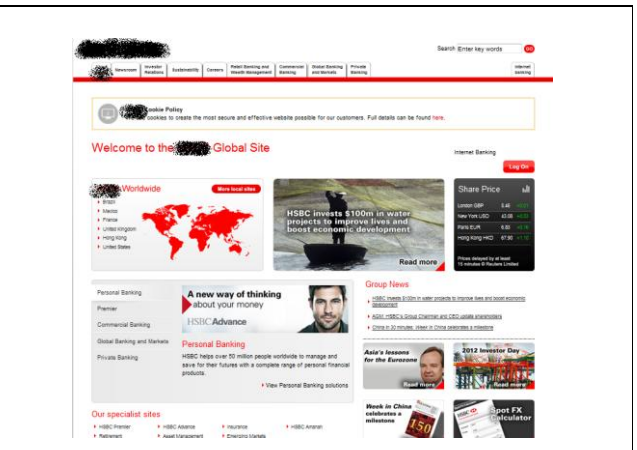 Search Enter key words GO
Newsroom Investor Relations Sustainability Careers Retail Banking and Wealth Management Commercial Banking Global Banking and Markets Private Banking Internet Banking
Cookie Policy
cookies to create the most secure and effective website possible for our customers. Full details can be found here.
Welcome to the Global Site
Internet Banking
Log On
Worldwide
More local sites
Brazil
Mexico
France
United Kingdom
Hong Kong
United States
HSBC invests $100m in water
projects to improve lives and
boost economic development
Read more
Share Price
London GBP
New York USD
Paris EUR
Hong Kong HKD
Prices delayed by at least
15 minutes © Reuters Limited
Personal Banking
Premier
Commercial Banking
Global Banking and Markets
Private Banking
A new way of thinking
about your money
HSBC Advance
Personal Banking
HSBC helps over 50 million people worldwide to manage and
save for their futures with a complete range of personal financial
products.
View Personal Banking solutions
Group News
HSBC invests $100m in water projects to improve lives and boost economic
development
AGM: HSBC's Group Chairman and CEO update shareholders
China in 30 minutes: Week in China celebrates a milestone
Asia's lessons
for the Eurozone
Read more
2012 Investor Day
Read more
Week in China
celebrates a
milestone
150
Spot FX
Calculator
Our specialist sites
HSBC Premier
HSBC Advance
Insurance
HSBC Amanah
Retirement
Asset Management
Emerging Markets